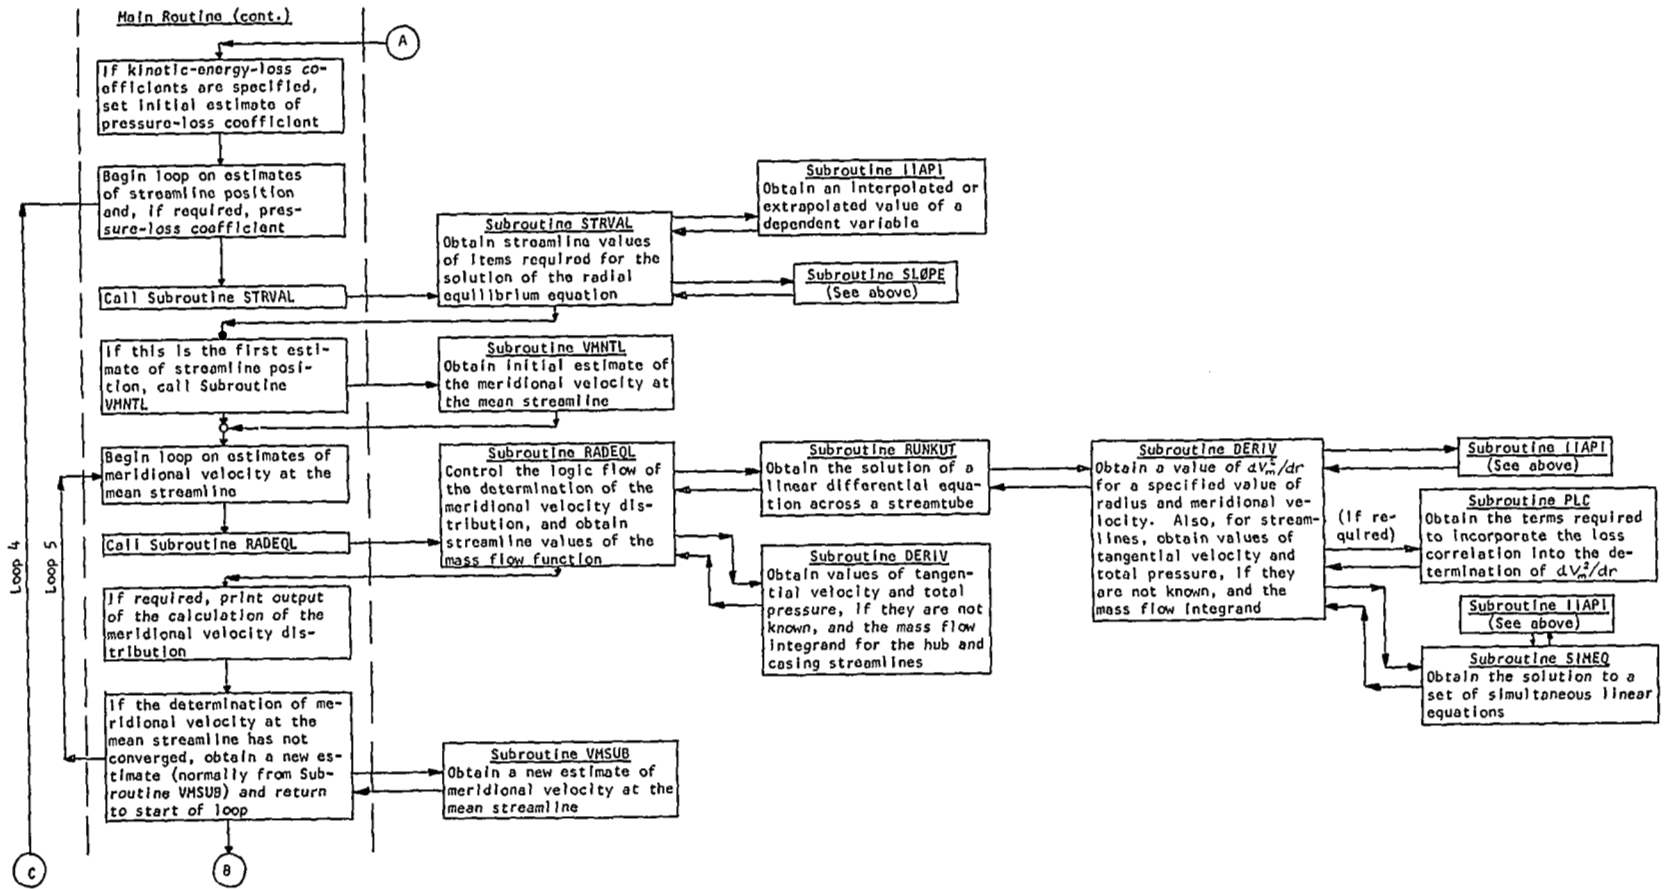 Main Routine (cont.)
A
If kinetic-energy-loss co-
efficients are specified,
set initial estimate of
pressure-loss coefficient
Begin loop on estimates
of streamline position
and, if required, pres-
sure-loss coefficient
Call Subroutine STRVAL
Subroutine STRVAL
Obtain streamline values
of items required for the
solution of the radial
equilibrium equation
Subroutine IIAPI
Obtain an interpolated or
extrapolated value of a
dependent variable
Subroutine SLØPE
(See above)
If this is the first esti-
mate of streamline posi-
tion, call Subroutine
VMNTL
Subroutine VMNTL
Obtain initial estimate of
the meridional velocity at
the mean streamline
Begin loop on estimates of
meridional velocity at the
mean streamline
Call Subroutine RADEQL
Subroutine RADEQL
Control the logic flow of
the determination of the
meridional velocity dis-
tribution, and obtain
streamline values of the
mass flow function
Subroutine RUNKUT
Obtain the solution of a
linear differential equa-
tion across a streamtube
Subroutine DERIV
Obtain values of tangen-
tial velocity and total
pressure, if they are not
known, and the mass flow
integrand for the hub and
casing streamlines
Subroutine DERIV
Obtain a value of dVm²/dr
for a specified value of
radius and meridional ve-
locity. Also, for stream-
lines, obtain values of
tangential velocity and
total pressure, if they
are not known, and the
mass flow integrand
Subroutine IIAPI
(See above)
(If re-
quired)
Subroutine PLC
Obtain the terms required
to incorporate the loss
correlation into the de-
termination of dVm²/dr
Subroutine IIAPI
(See above)
Subroutine SIMEQ
Obtain the solution to a
set of simultaneous linear
equations
Loop 4
Loop 5
If required, print output
of the calculation of the
meridional velocity dis-
tribution
If the determination of me-
ridional velocity at the
mean streamline has not
converged, obtain a new es-
timate (normally from Sub-
routine VMSUB) and return
to start of loop
Subroutine VMSUB
Obtain a new estimate of
meridional velocity at the
mean streamline
C
B